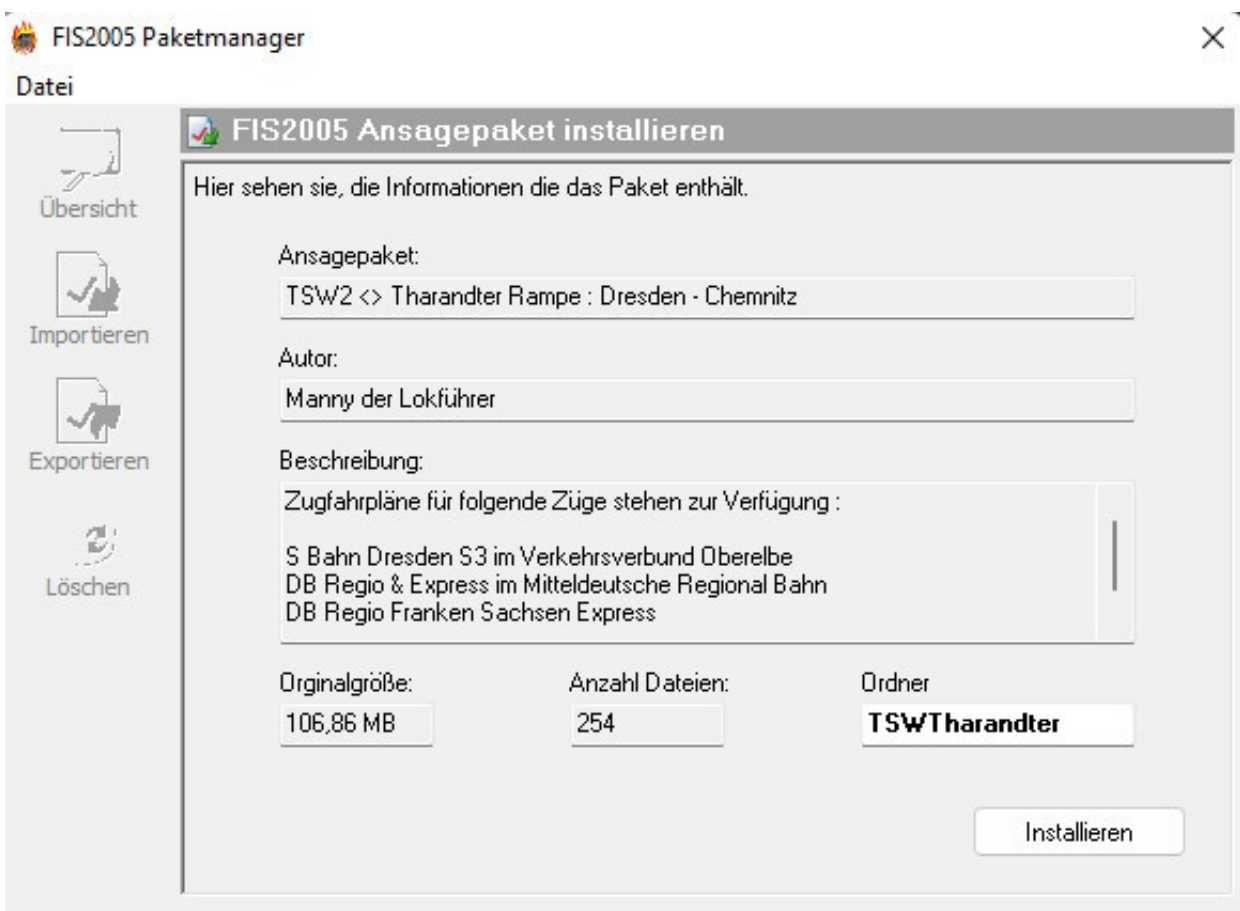 FIS2005 Paketmanager
Datei
FIS2005 Ansagepaket installieren
Übersicht
Importieren
Exportieren
Löschen
Hier sehen sie, die Informationen die das Paket enthält.
Ansagepaket:
TSW2 <> Tharandter Rampe : Dresden - Chemnitz
Autor:
Manny der Lokführer
Beschreibung:
Zugfahrpläne für folgende Züge stehen zur Verfügung :
S Bahn Dresden S3 im Verkehrsverbund Oberelbe
DB Regio & Express im Mitteldeutsche Regional Bahn
DB Regio Franken Sachsen Express
Orginalgröße: Anzahl Dateien: Ordner
106,86 MB 254 TSWTharandter
Installieren